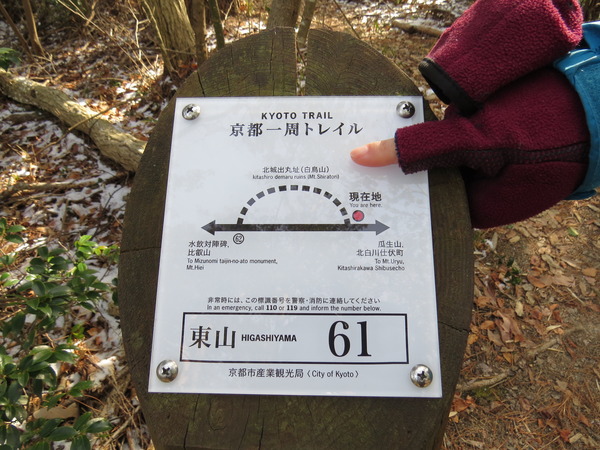 KYOTO TRAIL
京都一周トレイル
北城出丸址(白鳥山)
kitashiro demaru ruins (Mt.Shiratori)
現在地
You are here.
62
水飲対陣碑,
比叡山
To Mizunomi taijin-no-ato monument,
Mt.Hiei
瓜生山,
北白川仕伏町
To Mt.Uryu,
Kitashirakawa Shibusecho
非常時には、この標識番号を警察・消防に連絡してください
In an emergency, call 110 or 119 and inform the number below.
東山 HIGASHIYAMA 61
京都市産業観光局〈City of Kyoto〉